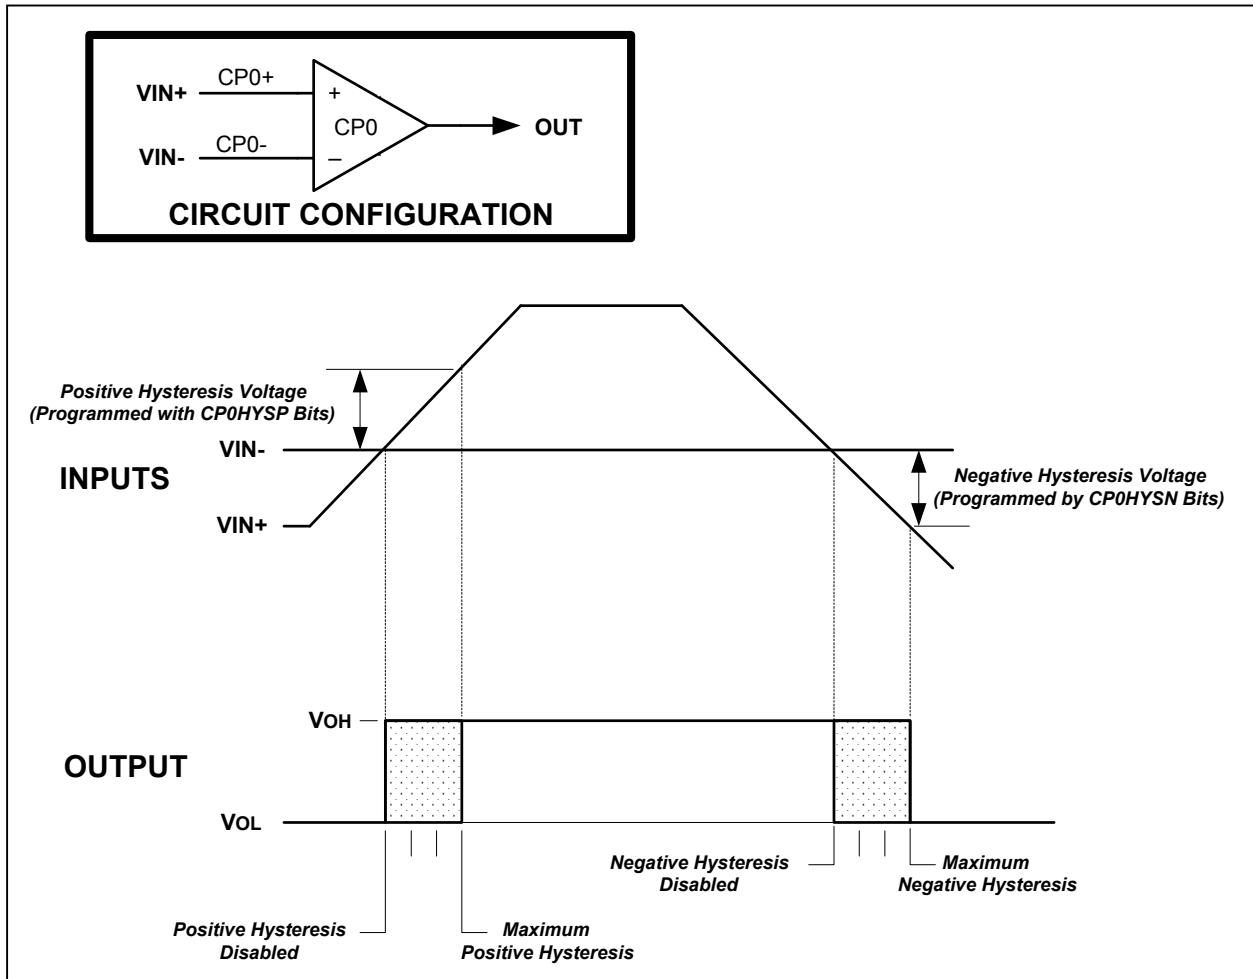 VIN+
CP0+
+
CP0
OUT
VIN-
CP0-
–
CIRCUIT CONFIGURATION
Positive Hysteresis Voltage
(Programmed with CP0HYSP Bits)
VIN-
INPUTS
VIN+
Negative Hysteresis Voltage
(Programmed by CP0HYSN Bits)
VOH
OUTPUT
VOL
Negative Hysteresis
Disabled
Maximum
Negative Hysteresis
Positive Hysteresis
Disabled
Maximum
Positive Hysteresis